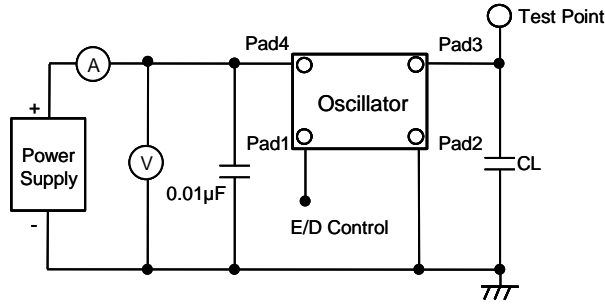 Test Point
Pad4
Pad3
A
Oscillator
+
Pad1
Pad2
Power
Supply
V
CL
0.01µF
-
E/D Control